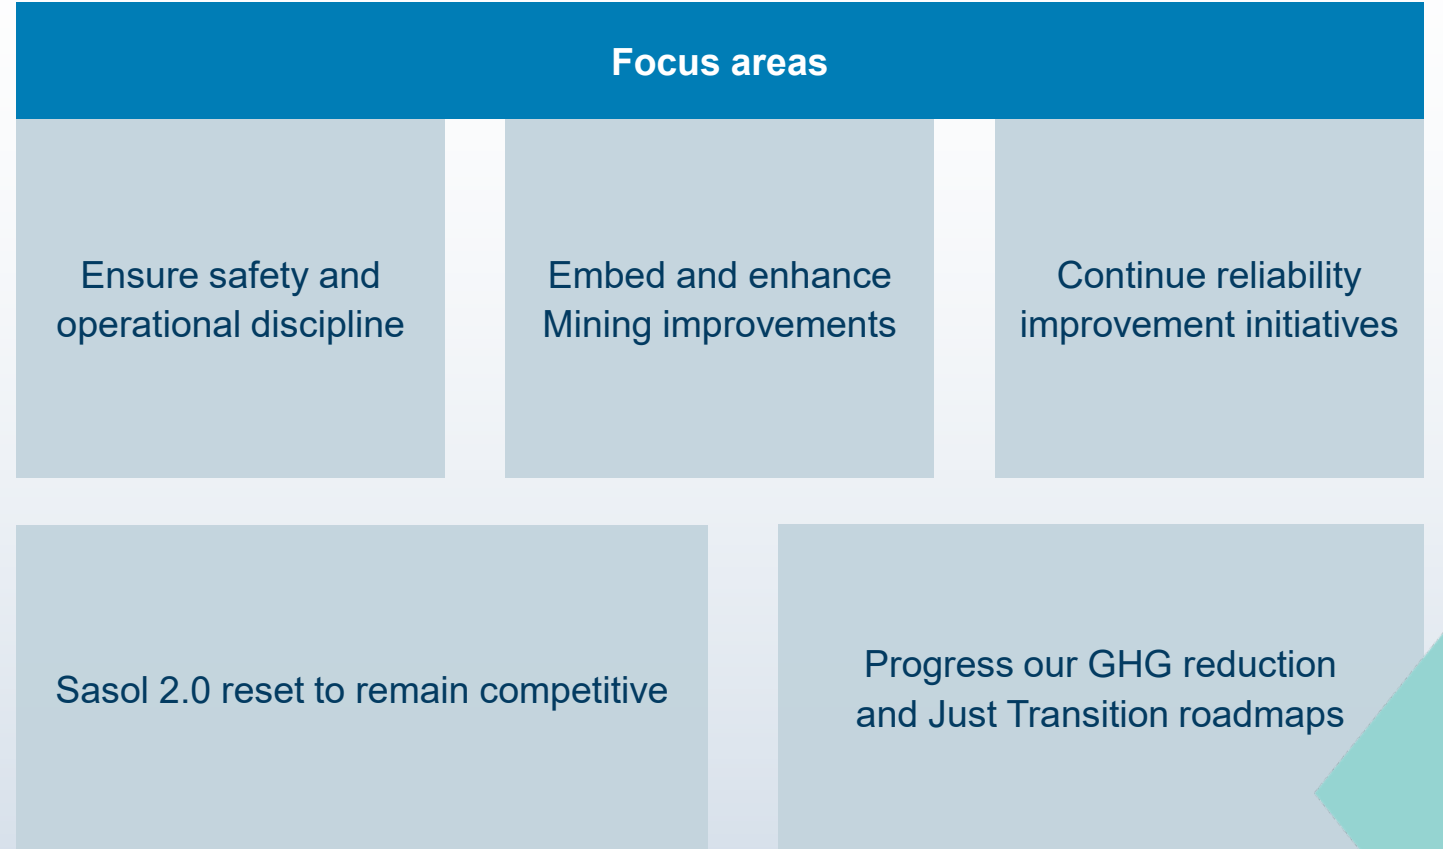 Focus areas
Ensure safety and
operational discipline
Embed and enhance
Mining improvements
Continue reliability
improvement initiatives
Sasol 2.0 reset to remain competitive
Progress our GHG reduction
and Just Transition roadmaps